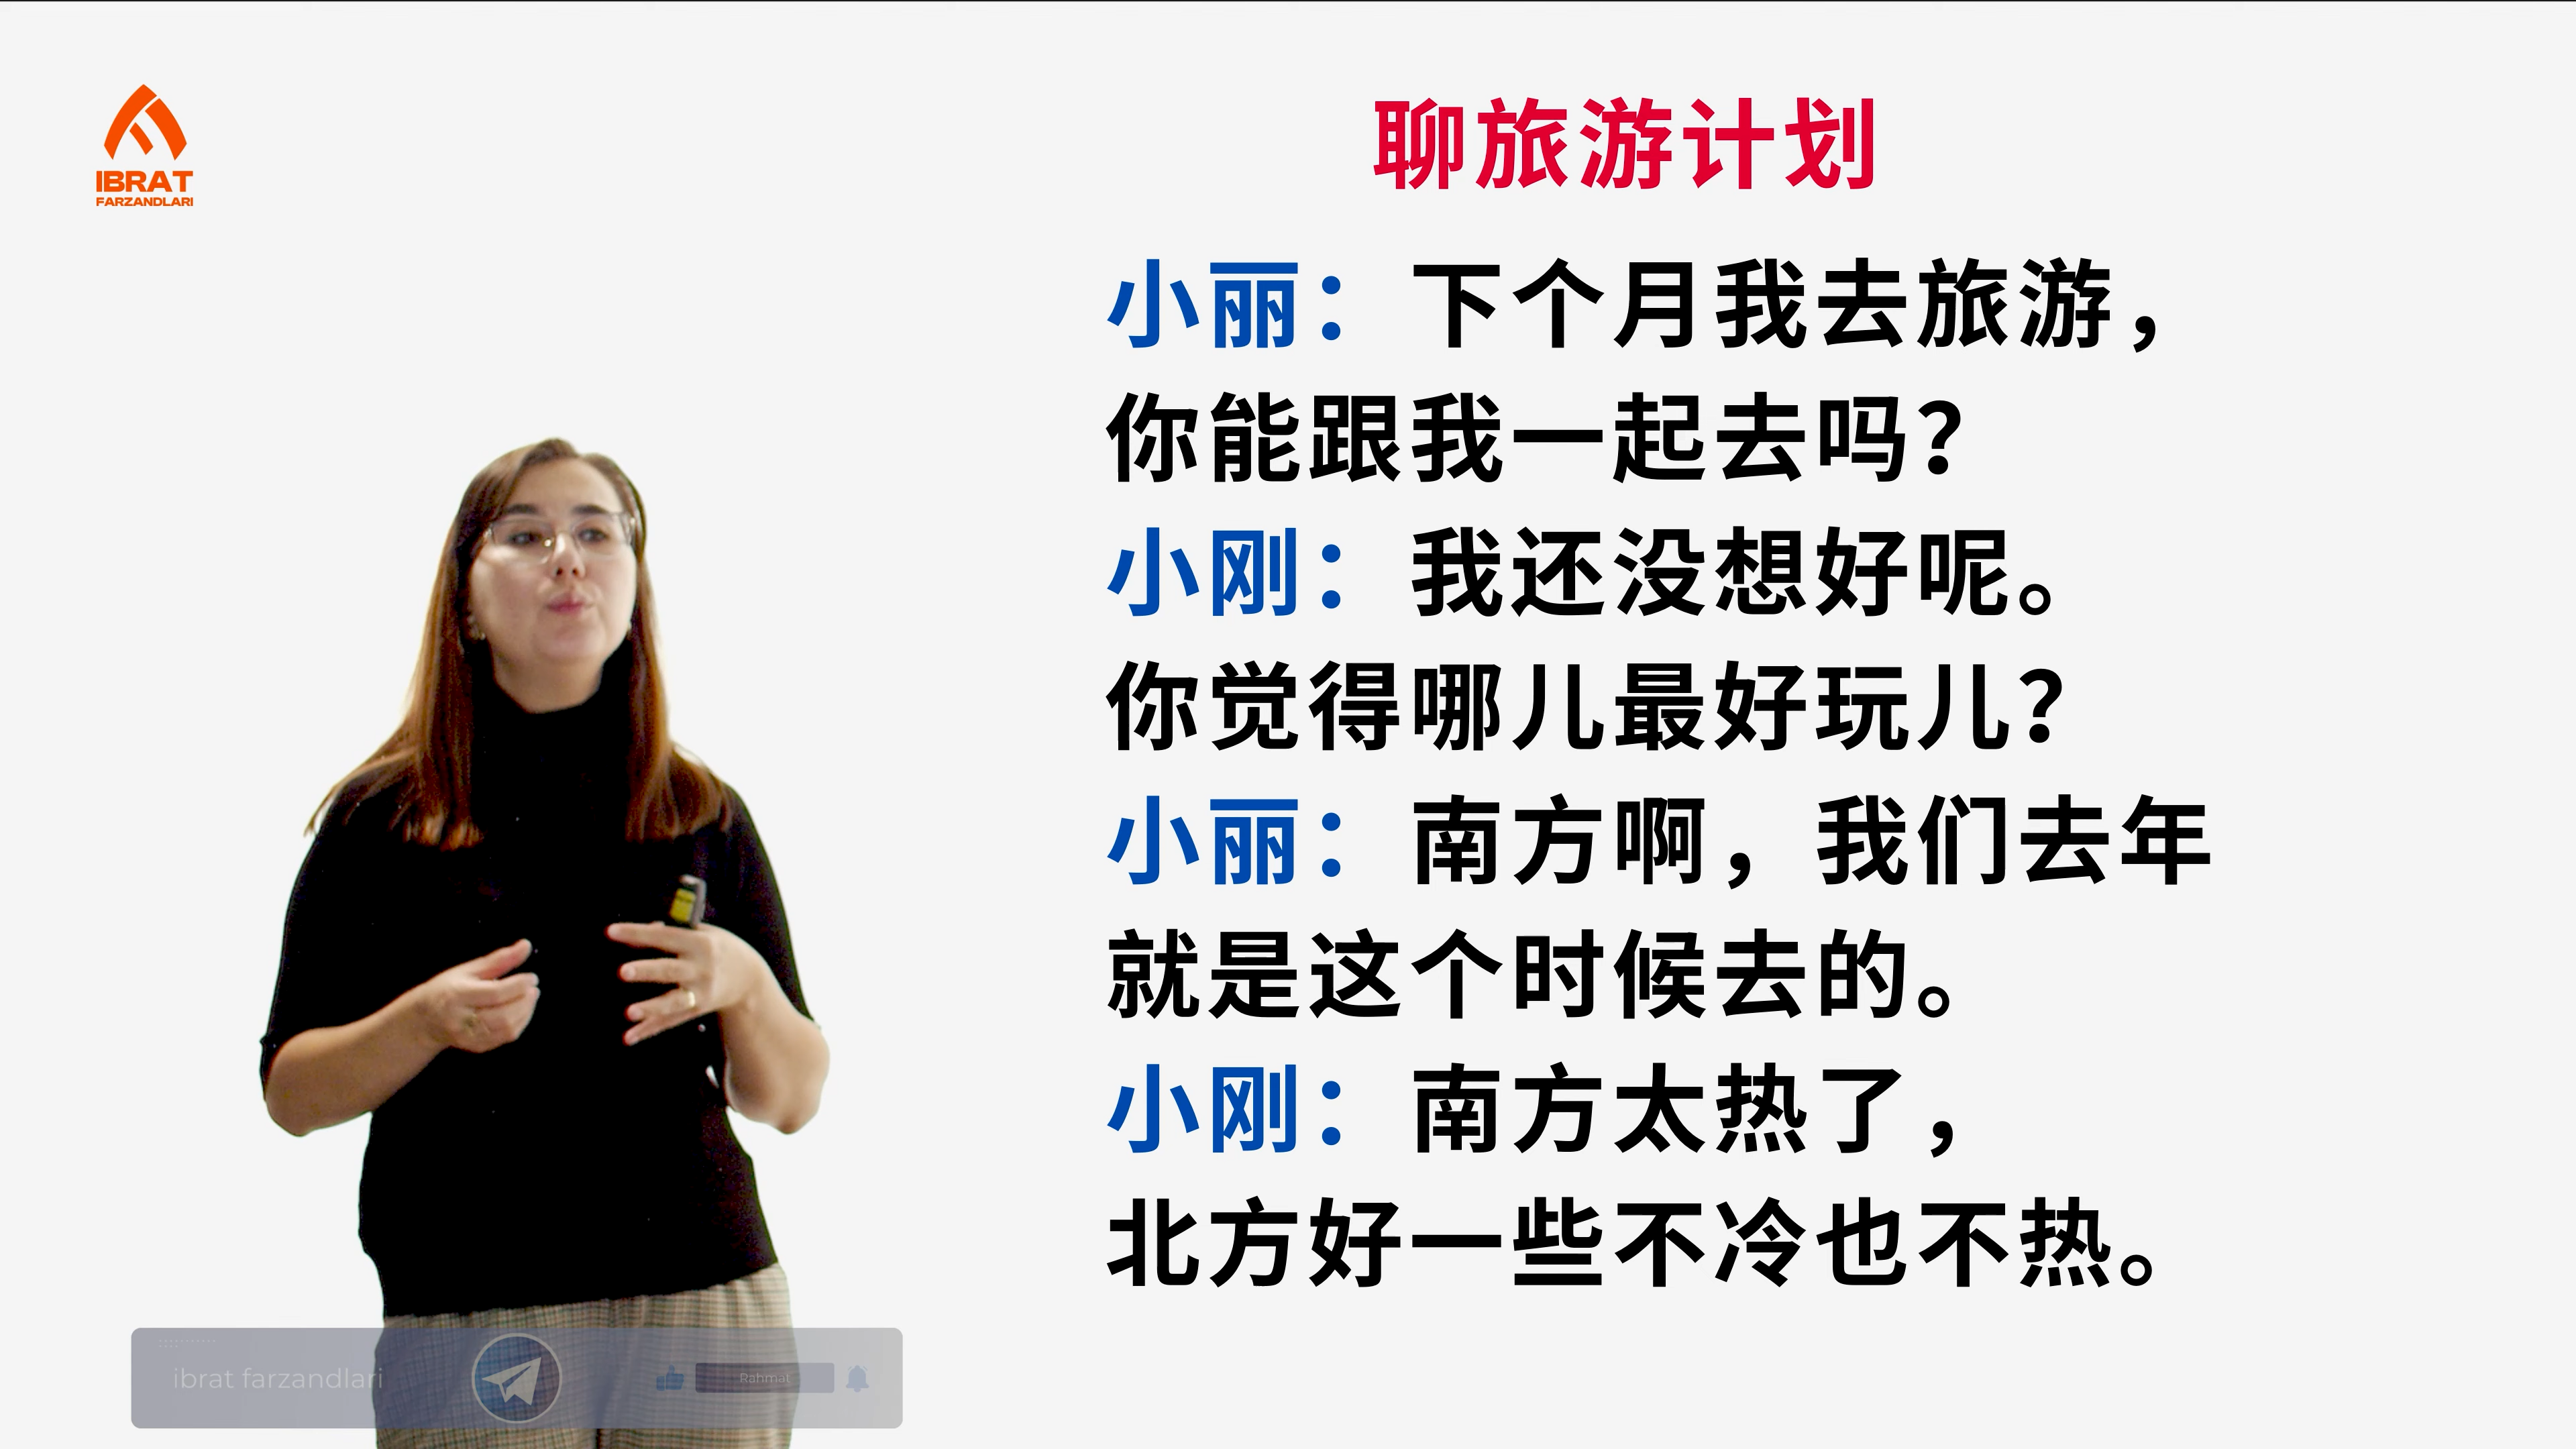 IBRAT
FARZANDLARI
聊旅游计划
小丽：下个月我去旅游，
你能跟我一起去吗？
小刚：我还没想好呢。
你觉得哪儿最好玩儿？
小丽：南方啊，我们去年
就是这个时候去的。
小刚：南方太热了，
北方好一些不冷也不热。
ibrat farzandlari
Rahmat